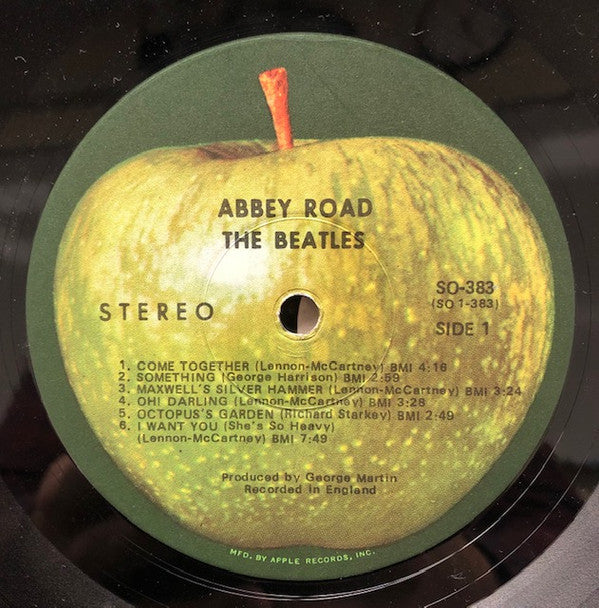 ABBEY ROAD
THE BEATLES
STEREO
SO-383
(SO 1-383)
SIDE 1
1. COME TOGETHER (Lennon-McCartney) BMI 4:16
2. SOMETHING (George Harrison) BMI 2:59
3. MAXWELL'S SILVER HAMMER (Lennon-McCartney) BMI 3:24
4. OH! DARLING (Lennon-McCartney) BMI 3:28
5. OCTOPUS'S GARDEN (Richard Starkey) BMI 2:49
6. I WANT YOU (She's So Heavy)
(Lennon-McCartney) BMI 7:49
Produced by George Martin
Recorded in England
MFD. BY APPLE RECORDS, INC.